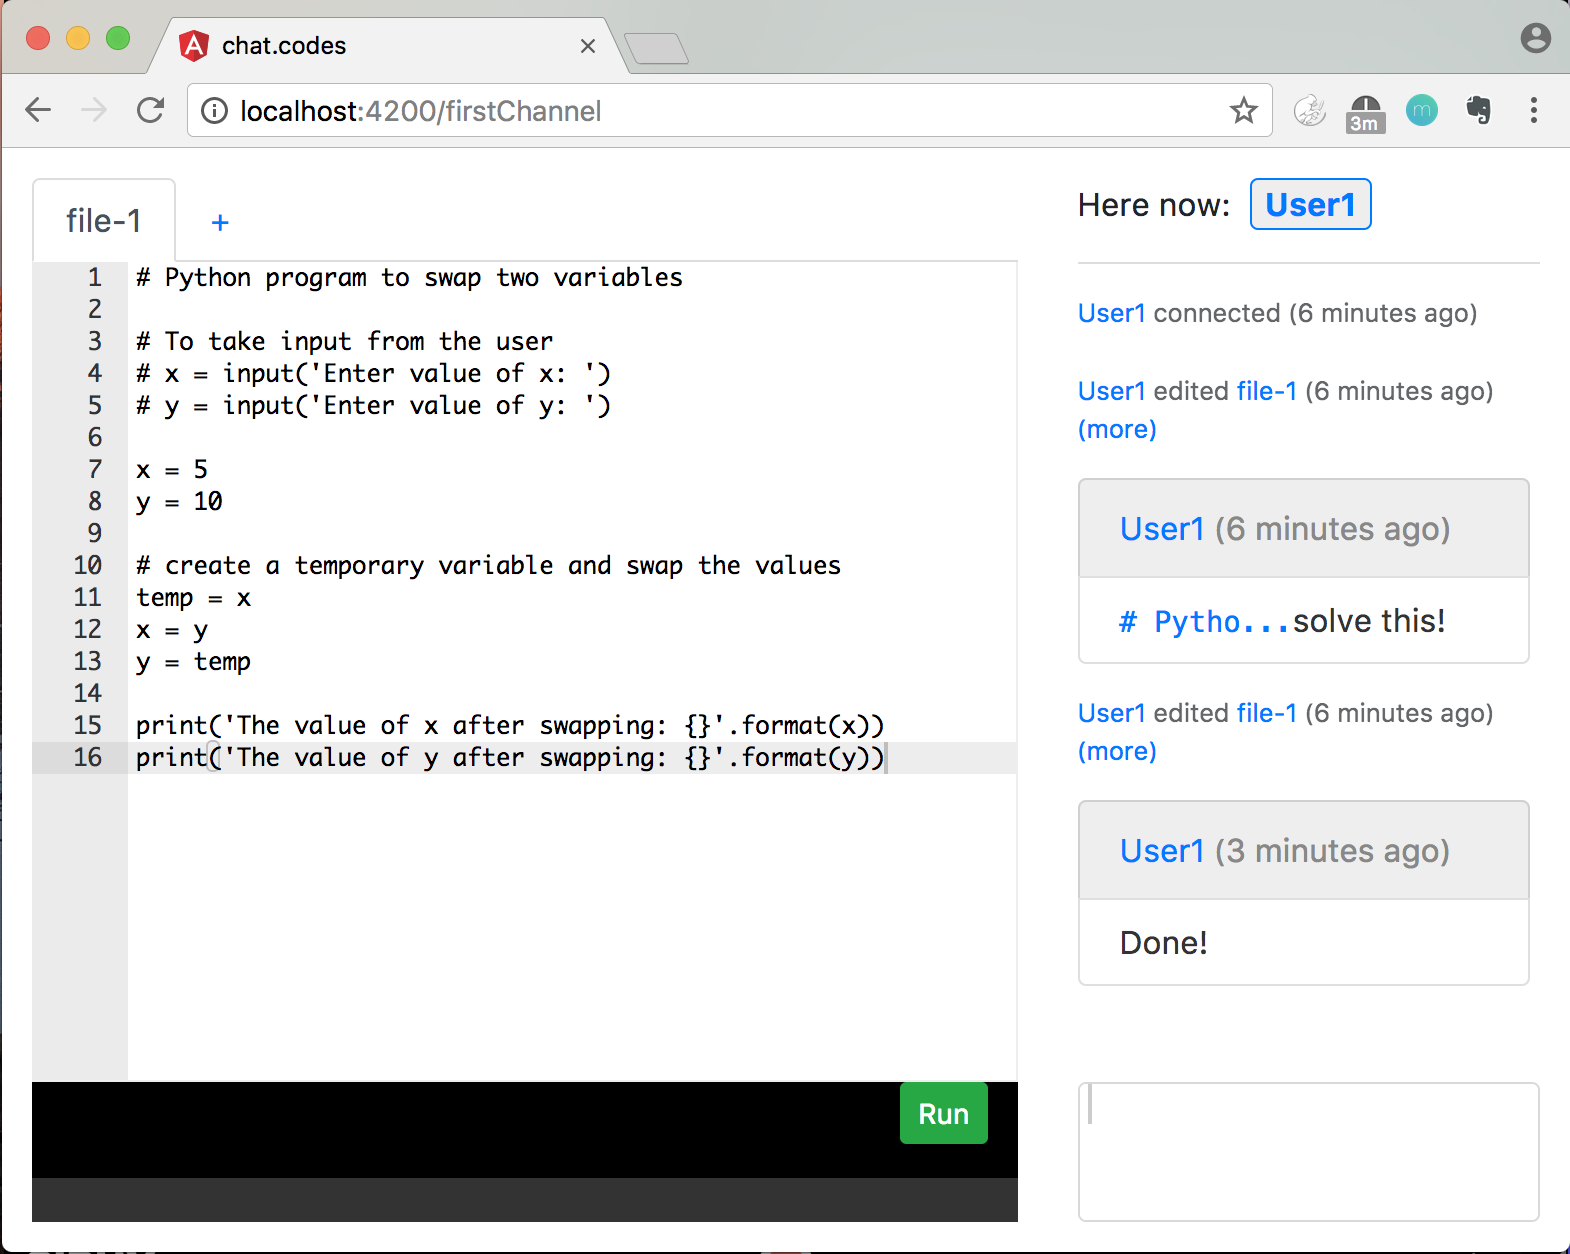 chat.codes
localhost:4200/firstChannel
3m
m
file-1
+
1 # Python program to swap two variables
2
3 # To take input from the user
4 # x = input('Enter value of x: ')
5 # y = input('Enter value of y: ')
6
7 x = 5
8 y = 10
9
10 # create a temporary variable and swap the values
11 temp = x
12 x = y
13 y = temp
14
15 print('The value of x after swapping: {}'.format(x))
16 print('The value of y after swapping: {}'.format(y))
Run
Here now: User1
User1 connected (6 minutes ago)
User1 edited file-1 (6 minutes ago)
(more)
User1 (6 minutes ago)
# Pytho...solve this!
User1 edited file-1 (6 minutes ago)
(more)
User1 (3 minutes ago)
Done!